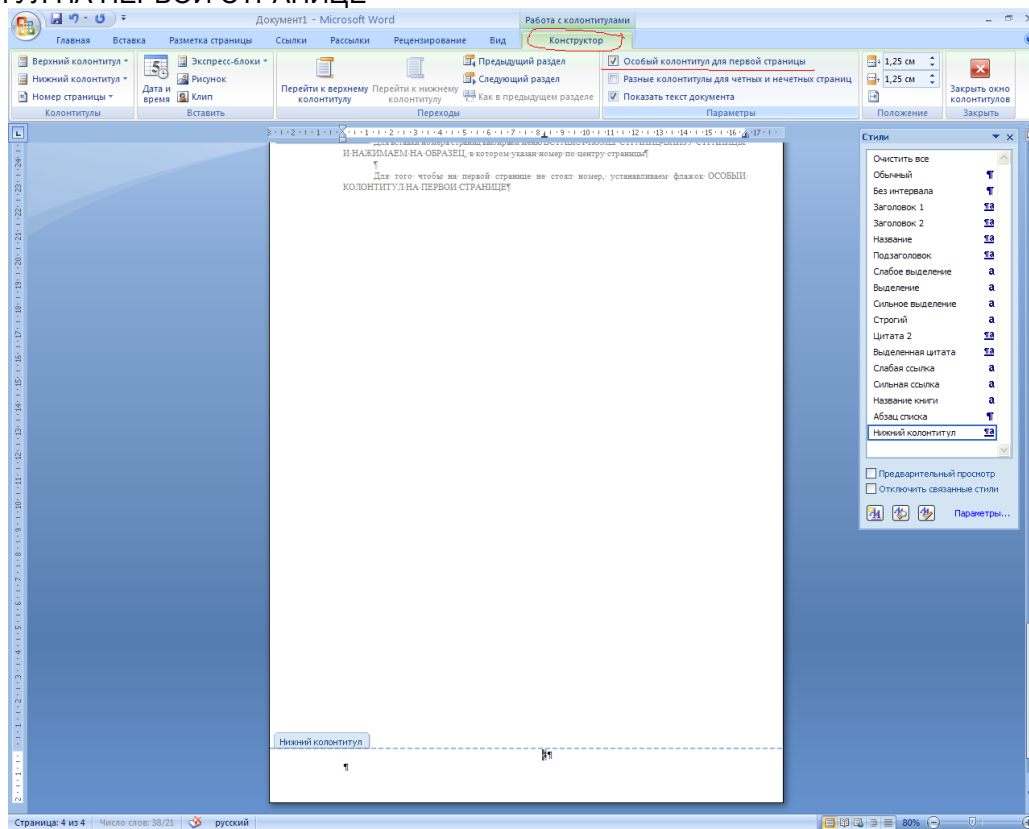 ТУЛ НА ПЕРВОЙ СТРАНИЦЕ
Документ1 - Microsoft Word
Работа с колонтитулами
Главная Вставка Разметка страницы Ссылки Рассылки Рецензирование Вид Конструктор
Верхний колонтитул
Нижний колонтитул
Номер страницы
Колонтитулы
Дата и время
Экспресс-блоки
Рисунок
Клип
Вставить
Перейти к верхнему колонтитулу
Перейти к нижнему колонтитулу
Предыдущий раздел
Следующий раздел
Как в предыдущем разделе
Переходы
Особый колонтитул для первой страницы
Разные колонтитулы для четных и нечетных страниц
Показать текст документа
Параметры
1,25 см
1,25 см
Положение
Закрыть окно колонтитулов
Закрыть
И НАЖИМАЕМ НА ОБРАЗЕЦ, в котором указан номер по центру страницы¶
¶
Для того чтобы на первой странице не стоял номер, устанавливаем флажок ОСОБЫЙ
КОЛОНТИТУЛ НА ПЕРВОЙ СТРАНИЦЕ¶
Стили
Очистить все
Обычный ¶
Без интервала ¶
Заголовок 1 ¶a
Заголовок 2 ¶a
Название ¶a
Подзаголовок ¶a
Слабое выделение a
Выделение a
Сильное выделение a
Строгий a
Цитата 2 ¶a
Выделенная цитата ¶a
Слабая ссылка a
Сильная ссылка a
Название книги a
Абзац списка ¶
Нижний колонтитул ¶a
Предварительный просмотр
Отключить связанные стили
Параметры...
Нижний колонтитул
¶
Страница: 4 из 4 Число слов: 38/21 русский 80%